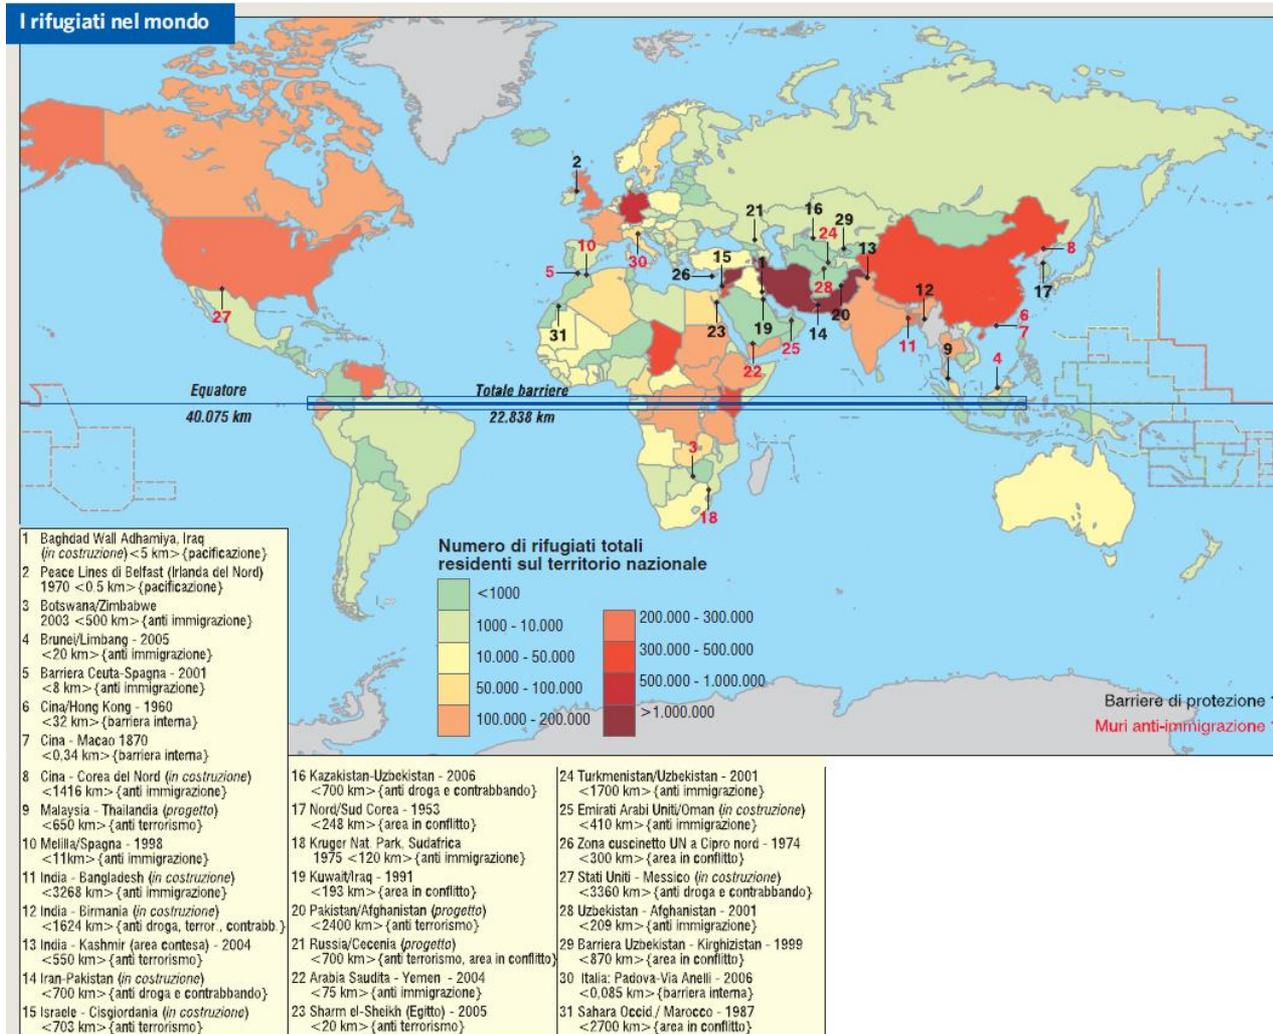 I rifugiati nel mondo
2
21
16
29
24
13
8
10
15
1
12
5
30
26
28
17
27
31
23
19
14
20
6
7
25
11
9
4
22
Equatore
40.075 km
Totale barriere
22.838 km
3
18
Numero di rifugiati totali
residenti sul territorio nazionale
<1000
1000 - 10.000
10.000 - 50.000
50.000 - 100.000
100.000 - 200.000
200.000 - 300.000
300.000 - 500.000
500.000 - 1.000.000
>1.000.000
Barriere di protezione 1
Muri anti-immigrazione 1
1 Baghdad Wall Adhamiya, Iraq
(in costruzione) <5 km> {pacificazione}
2 Peace Lines di Belfast (Irlanda del Nord)
1970 <0.5 km> {pacificazione}
3 Botswana/Zimbabwe
2003 <500 km> {anti immigrazione}
4 Brunei/Limbang - 2005
<20 km> {anti immigrazione}
5 Barriera Ceuta-Spagna - 2001
<8 km> {anti immigrazione}
6 Cina/Hong Kong - 1960
<32 km> {barriera interna}
7 Cina - Macao 1870
<0,34 km> {barriera interna}
8 Cina - Corea del Nord (in costruzione)
<1416 km> {anti immigrazione}
9 Malaysia - Thailandia (progetto)
<650 km> {anti terrorismo}
10 Melilla/Spagna - 1998
<11km> {anti immigrazione}
11 India - Bangladesh (in costruzione)
<3268 km> {anti immigrazione}
12 India - Birmania (in costruzione)
<1624 km> {anti droga, terror., contrabb.}
13 India - Kashmir (area contesa) - 2004
<550 km> {anti terrorismo}
14 Iran-Pakistan (in costruzione)
<700 km> {anti droga e contrabbando}
15 Israele - Cisgiordania (in costruzione)
<703 km> {anti terrorismo}
16 Kazakistan-Uzbekistan - 2006
<700 km> {anti droga e contrabbando}
17 Nord/Sud Corea - 1953
<248 km> {area in conflitto}
18 Kruger Nat. Park, Sudafrica
1975 <120 km> {anti immigrazione}
19 Kuwait/Iraq - 1991
<193 km> {area in conflitto}
20 Pakistan/Afghanistan (progetto)
<2400 km> {anti terrorismo}
21 Russia/Cecenia (progetto)
<700 km> {anti terrorismo, area in conflitto}
22 Arabia Saudita - Yemen - 2004
<75 km> {anti immigrazione}
23 Sharm el-Sheikh (Egitto) - 2005
<20 km> {anti terrorismo}
24 Turkmenistan/Uzbekistan - 2001
<1700 km> {anti immigrazione}
25 Emirati Arabi Uniti/Oman (in costruzione)
<410 km> {anti immigrazione}
26 Zona cuscinetto UN a Cipro nord - 1974
<300 km> {area in conflitto}
27 Stati Uniti - Messico (in costruzione)
<3360 km> {anti droga e contrabbando}
28 Uzbekistan - Afghanistan - 2001
<209 km> {anti immigrazione}
29 Barriera Uzbekistan - Kirghizistan - 1999
<870 km> {area in conflitto}
30 Italia: Padova-Via Anelli - 2006
<0,085 km> {barriera interna}
31 Sahara Occid./ Marocco - 1987
<2700 km> {area in conflitto}